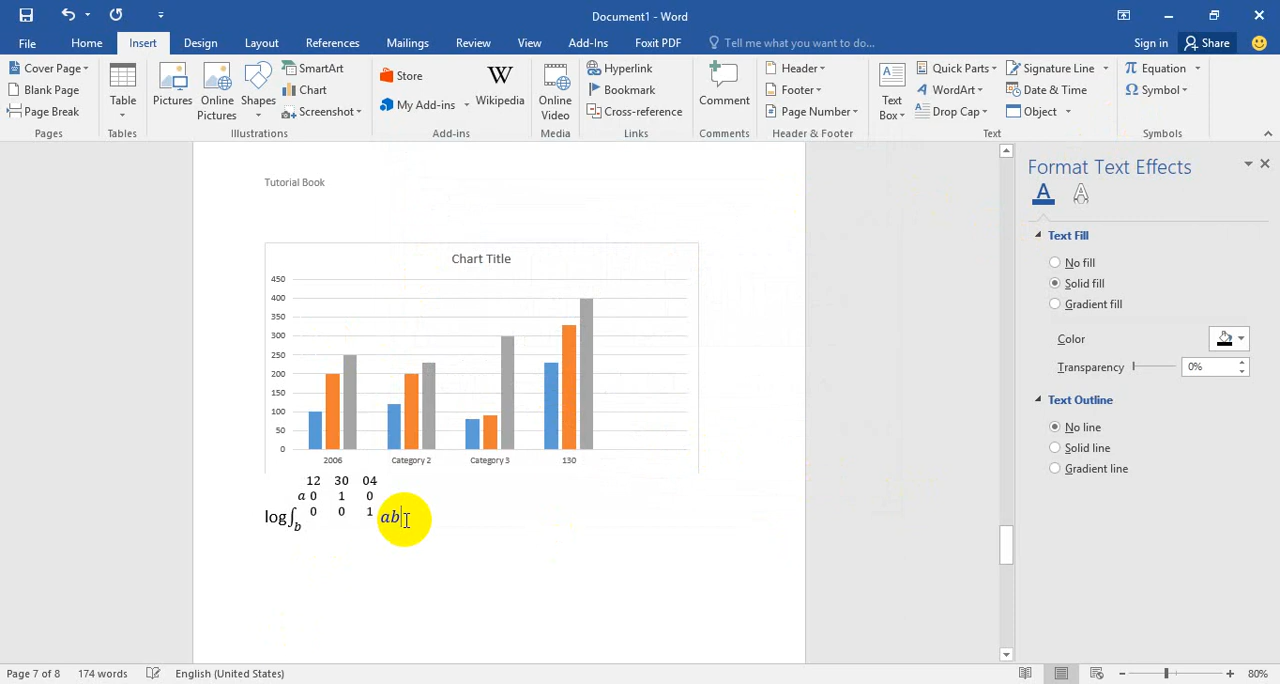 Document1 - Word
File Home Insert Design Layout References Mailings Review View Add-Ins Foxit PDF Tell me what you want to do... Sign in Share
Cover Page
Blank Page
Page Break
Pages
Table
Tables
Pictures
Online Pictures
Shapes
SmartArt
Chart
Screenshot
Illustrations
Store
My Add-ins
Wikipedia
Add-ins
Online Video
Media
Hyperlink
Bookmark
Cross-reference
Links
Comment
Comments
Header
Footer
Page Number
Header & Footer
Text Box
Quick Parts
WordArt
Drop Cap
Signature Line
Date & Time
Object
Text
π Equation
Ω Symbol
Symbols
Tutorial Book
Chart Title
450
400
350
300
250
200
150
100
50
0
2006 Category 2 Category 3 130
12 30 04
a 0 1 0
0 0 1
log∫ b ab
Format Text Effects
A A
Text Fill
No fill
Solid fill
Gradient fill
Color
Transparency 0%
Text Outline
No line
Solid line
Gradient line
Page 7 of 8 174 words English (United States) 80%